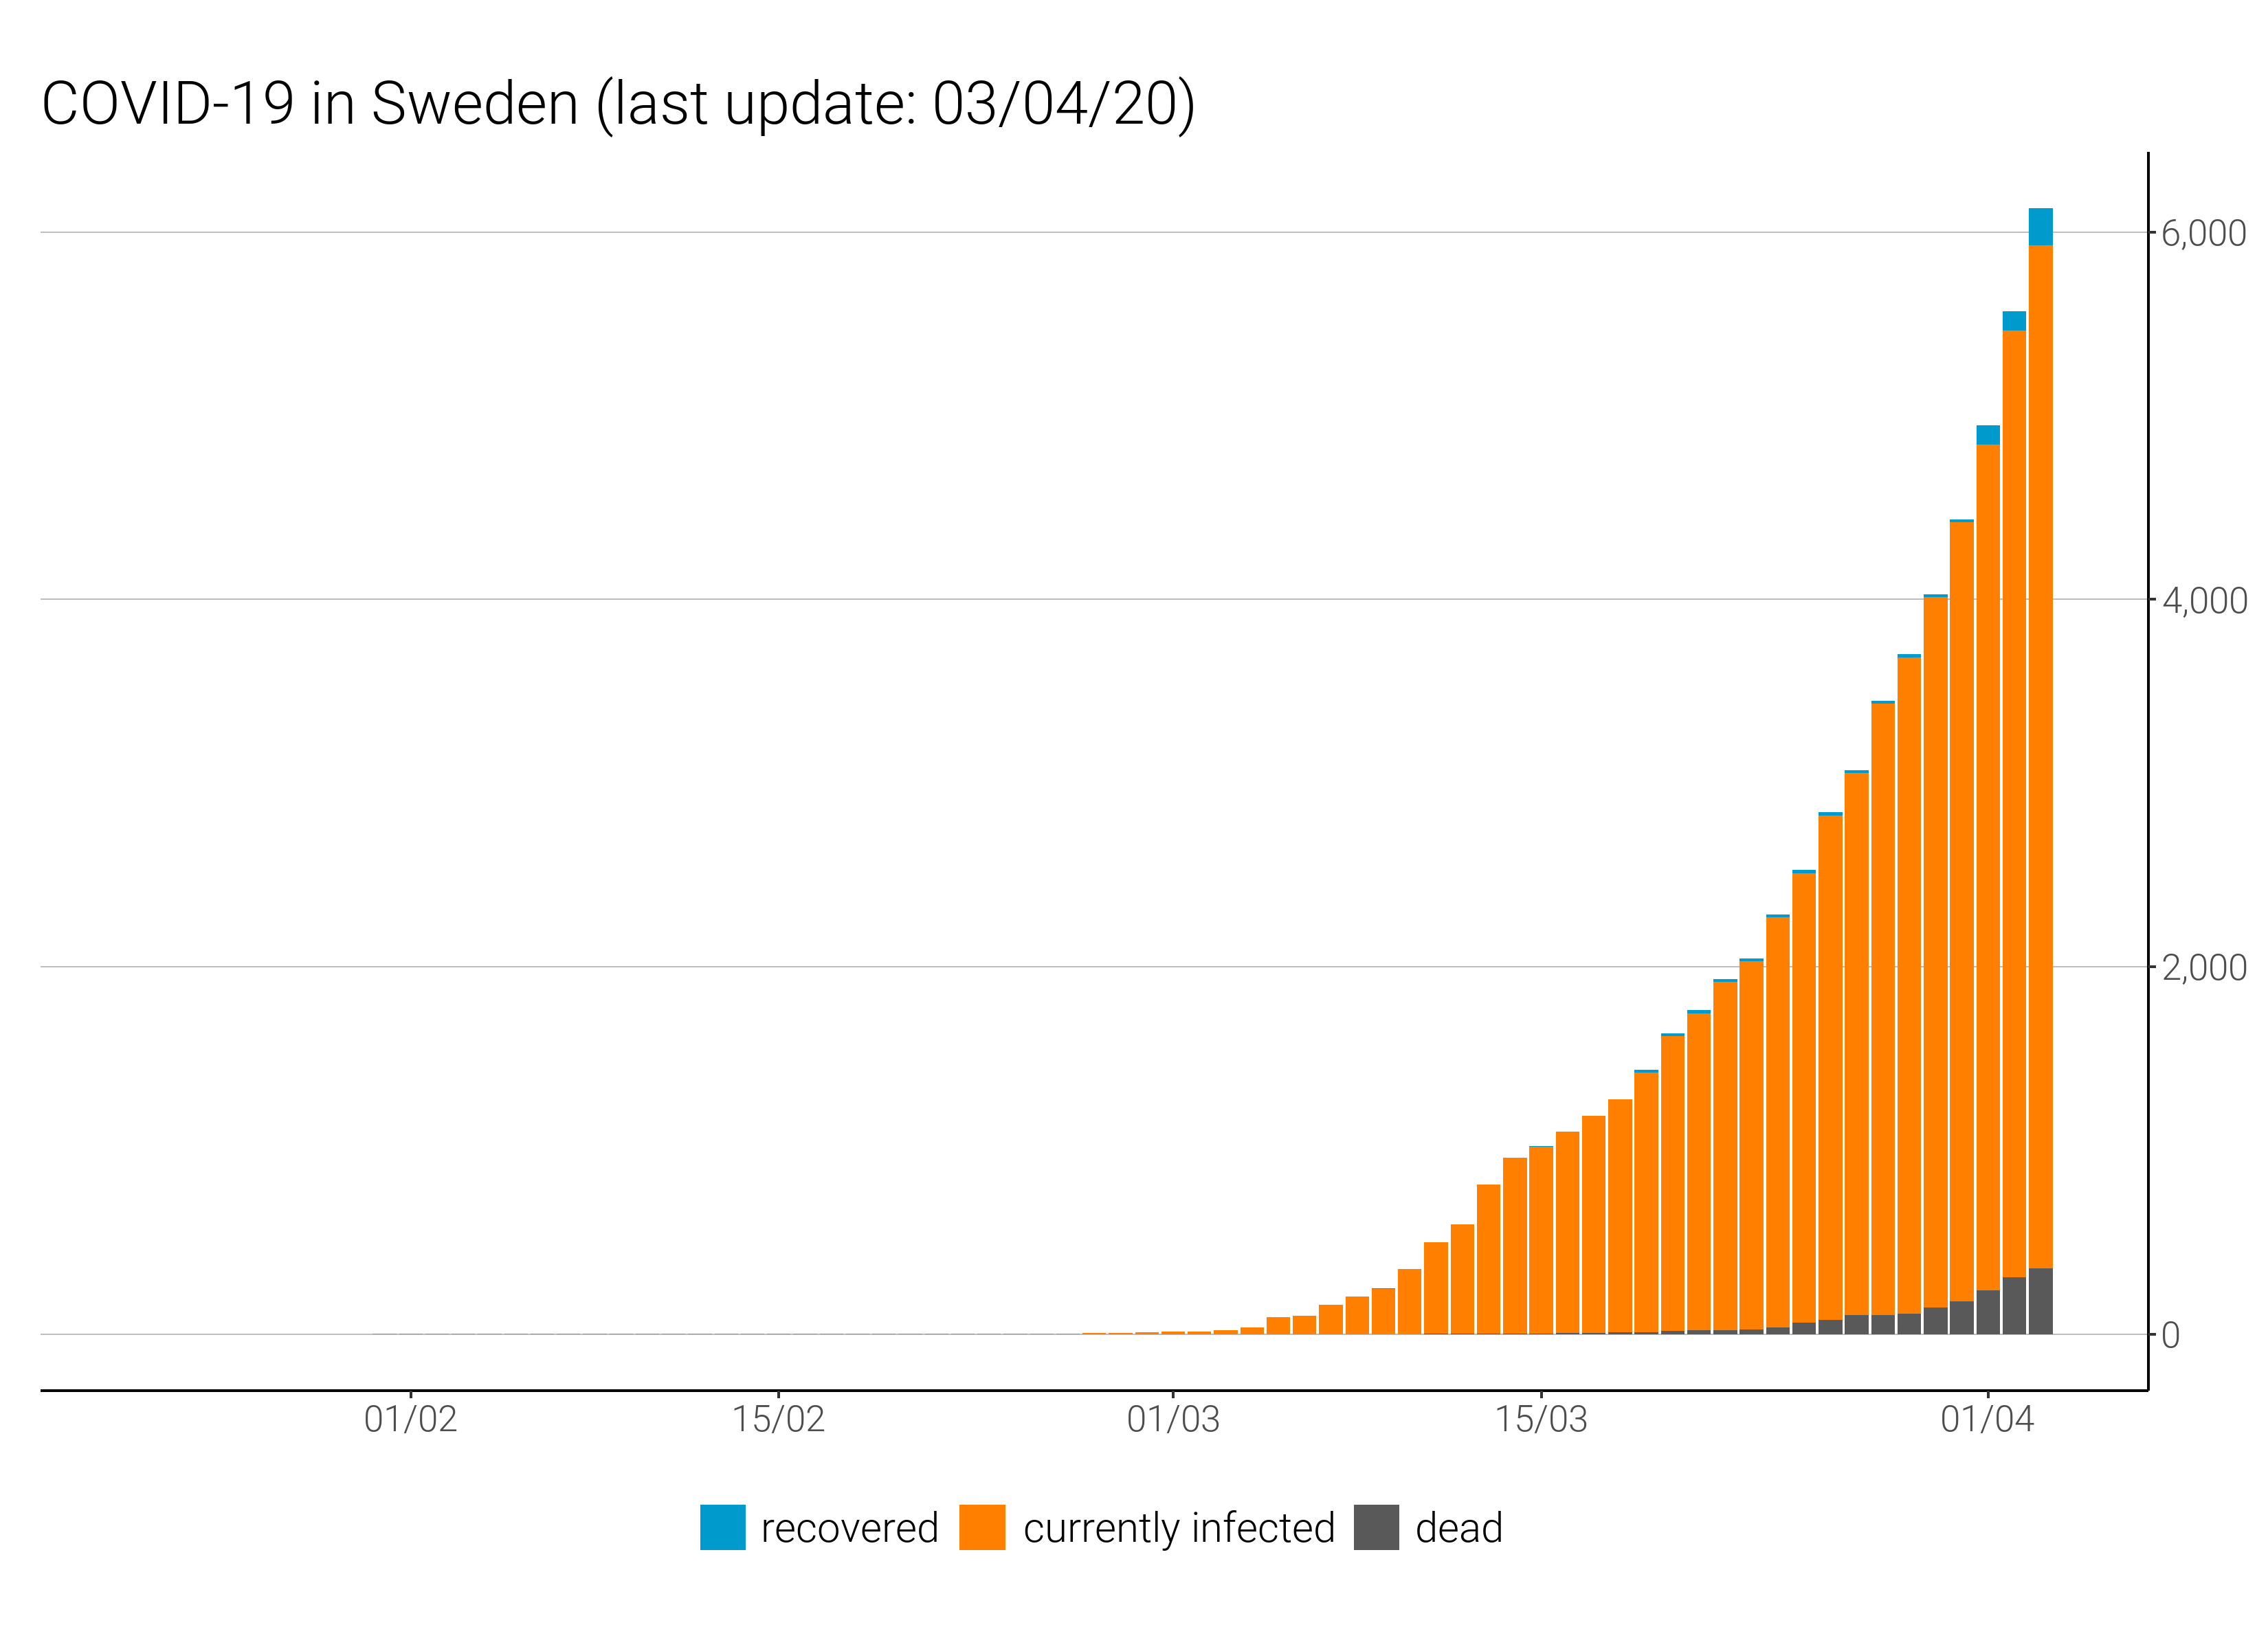 COVID-19 in Sweden (last update: 03/04/20)
6,000
4,000
2,000
0
01/02 15/02 01/03 15/03 01/04
recovered currently infected dead